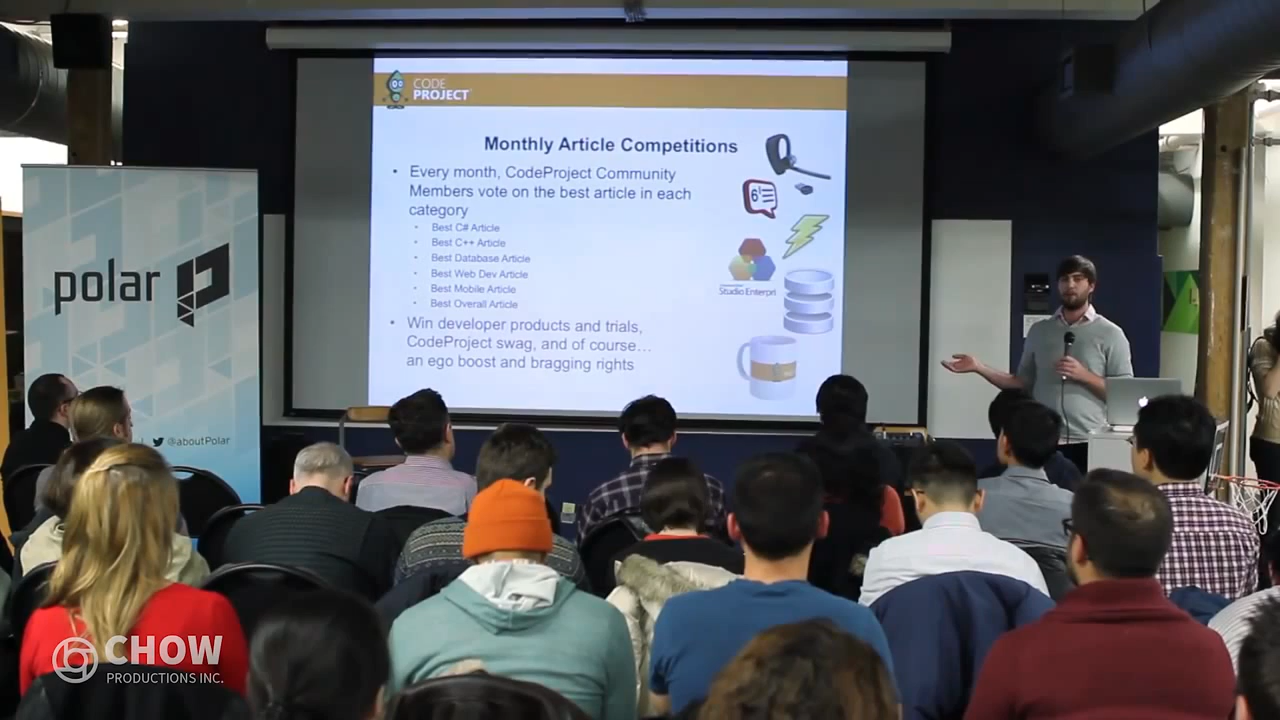 CODE
PROJECT
Monthly Article Competitions
• Every month, CodeProject Community
Members vote on the best article in each
category
• Best C# Article
• Best C++ Article
• Best Database Article
• Best Web Dev Article
• Best Mobile Article
• Best Overall Article
• Win developer products and trials,
CodeProject swag, and of course…
an ego boost and bragging rights
6
Studio Enterpri
polar
@aboutPolar
CHOW
PRODUCTIONS INC.